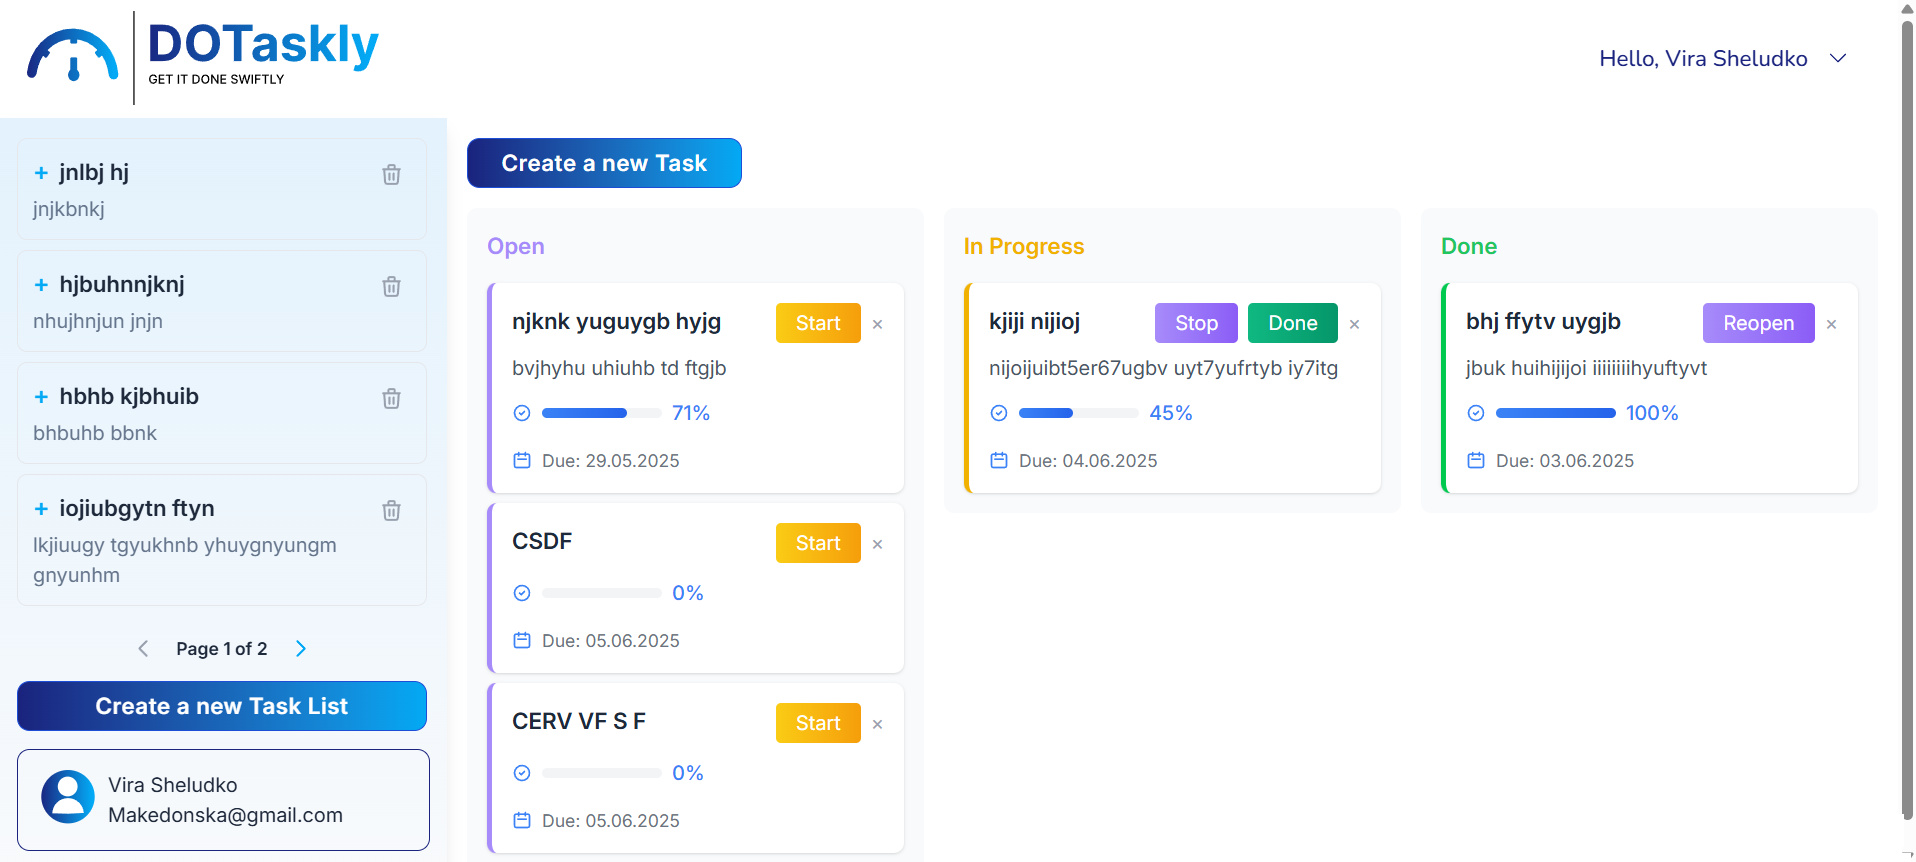 DOTaskly
GET IT DONE SWIFTLY
Hello, Vira Sheludko
+ jnlbj hj
jnjkbnkj
+ hjbuhnnjknj
nhujhnjun jnjn
+ hbhb kjbhuib
bhbuhb bbnk
+ iojiubgytn ftyn
lkjiuugy tgyukhnb yhuygnyungm
gnyunhm
Page 1 of 2
Create a new Task List
Vira Sheludko
Makedonska@gmail.com
Create a new Task
Open
njknk yuguygb hyjg Start ×
bvjhyhu uhiuhb td ftgjb
71%
Due: 29.05.2025
CSDF Start ×
0%
Due: 05.06.2025
CERV VF S F Start ×
0%
Due: 05.06.2025
In Progress
kjiji nijioj Stop Done ×
nijoijuibt5er67ugbv uyt7yufrtyb iy7itg
45%
Due: 04.06.2025
Done
bhj ffytv uygjb Reopen ×
jbuk huihijijoi iiiiiiiihyuftyvt
100%
Due: 03.06.2025